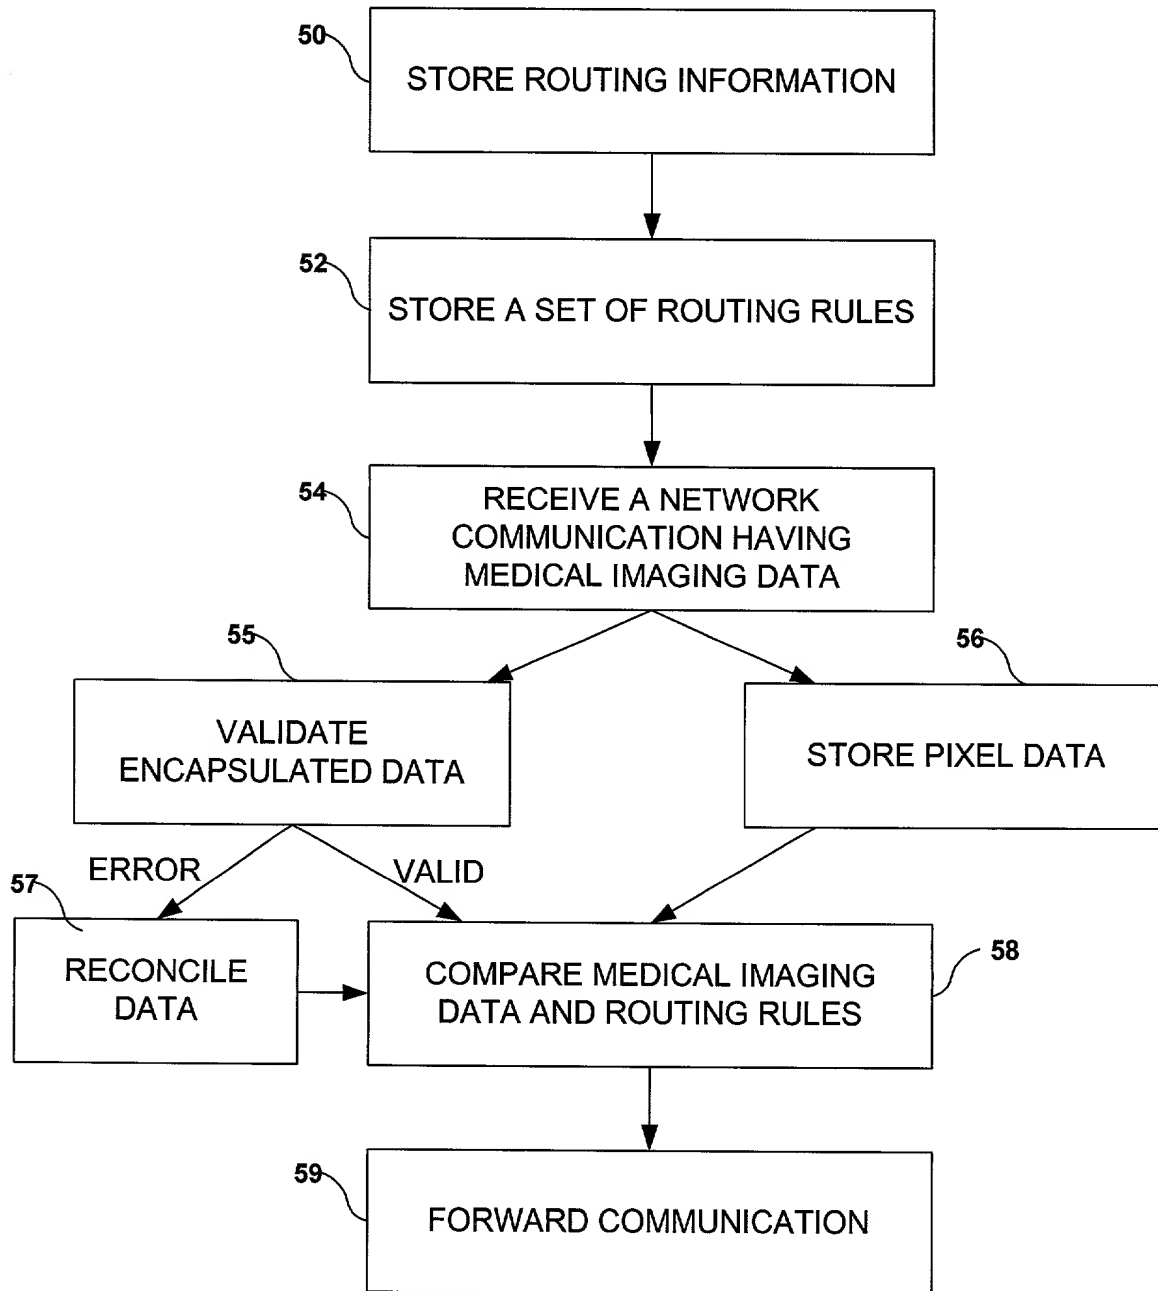 50
STORE ROUTING INFORMATION
52
STORE A SET OF ROUTING RULES
54
RECEIVE A NETWORK
COMMUNICATION HAVING
MEDICAL IMAGING DATA
55
VALIDATE
ENCAPSULATED DATA
56
STORE PIXEL DATA
ERROR
VALID
57
RECONCILE
DATA
58
COMPARE MEDICAL IMAGING
DATA AND ROUTING RULES
59
FORWARD COMMUNICATION